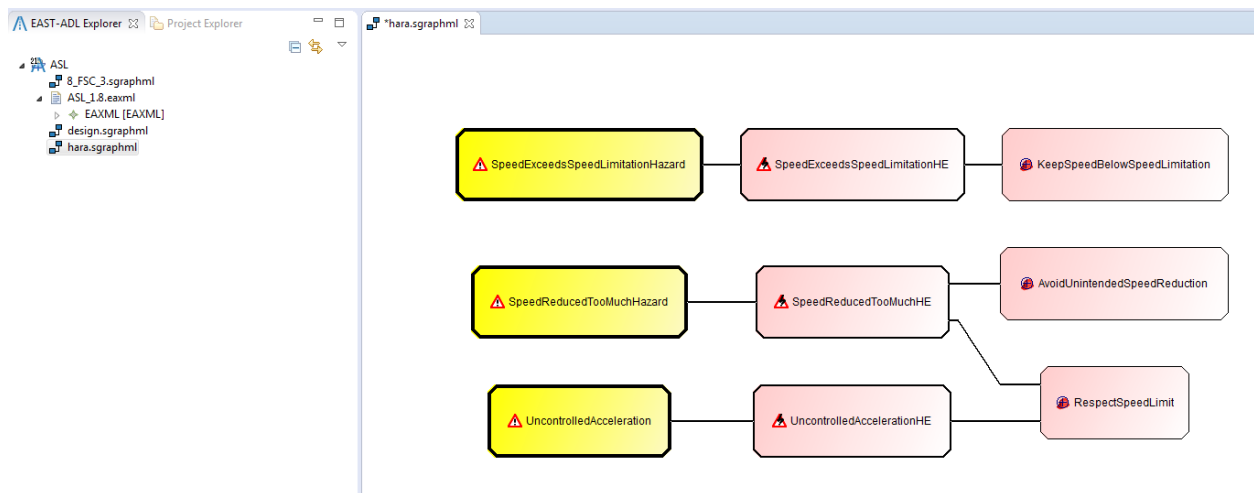 EAST-ADL Explorer
Project Explorer
ASL
8_FSC_3.sgraphml
ASL_1.8.eaxml
EAXML [EAXML]
design.sgraphml
hara.sgraphml
*hara.sgraphml
SpeedExceedsSpeedLimitationHazard
SpeedExceedsSpeedLimitationHE
KeepSpeedBelowSpeedLimitation
SpeedReducedTooMuchHazard
SpeedReducedTooMuchHE
AvoidUnintendedSpeedReduction
UncontrolledAcceleration
UncontrolledAccelerationHE
RespectSpeedLimit